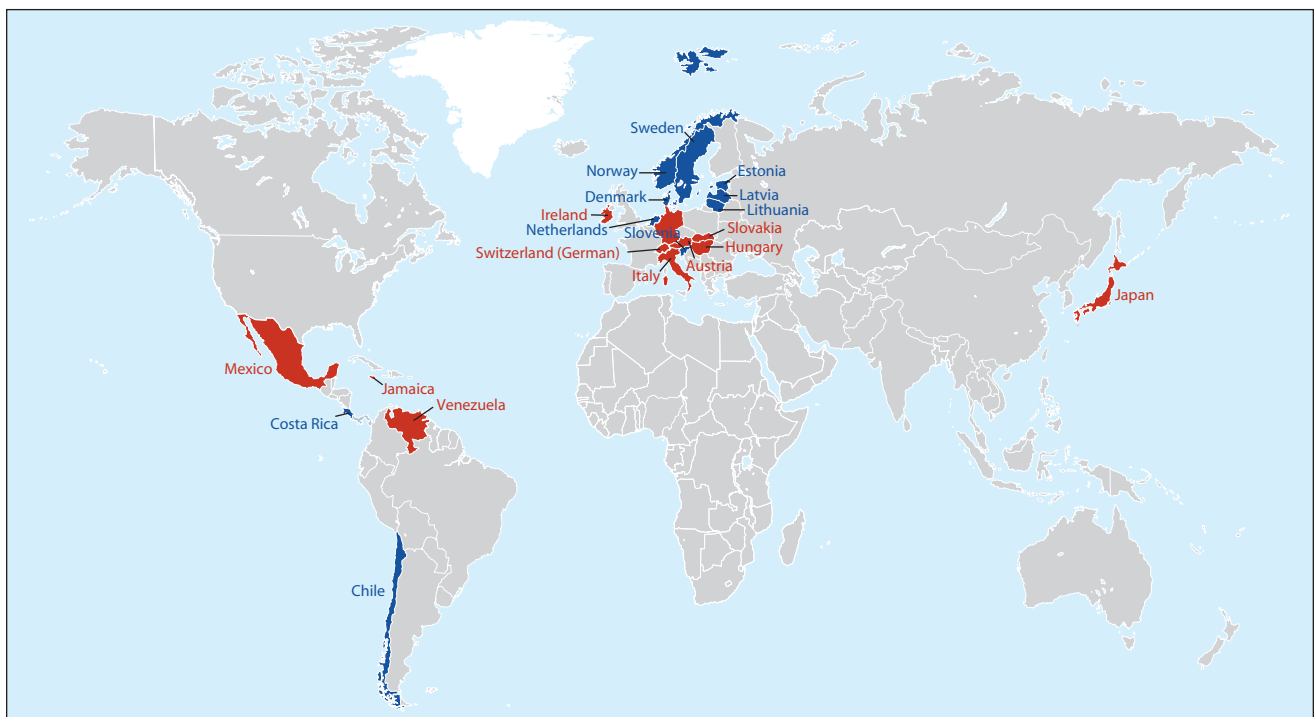 Sweden
Norway
Estonia
Denmark
Latvia
Lithuania
Ireland
Netherlands
Slovenia
Slovakia
Switzerland (German)
Hungary
Austria
Italy
Japan
Mexico
Jamaica
Venezuela
Costa Rica
Chile